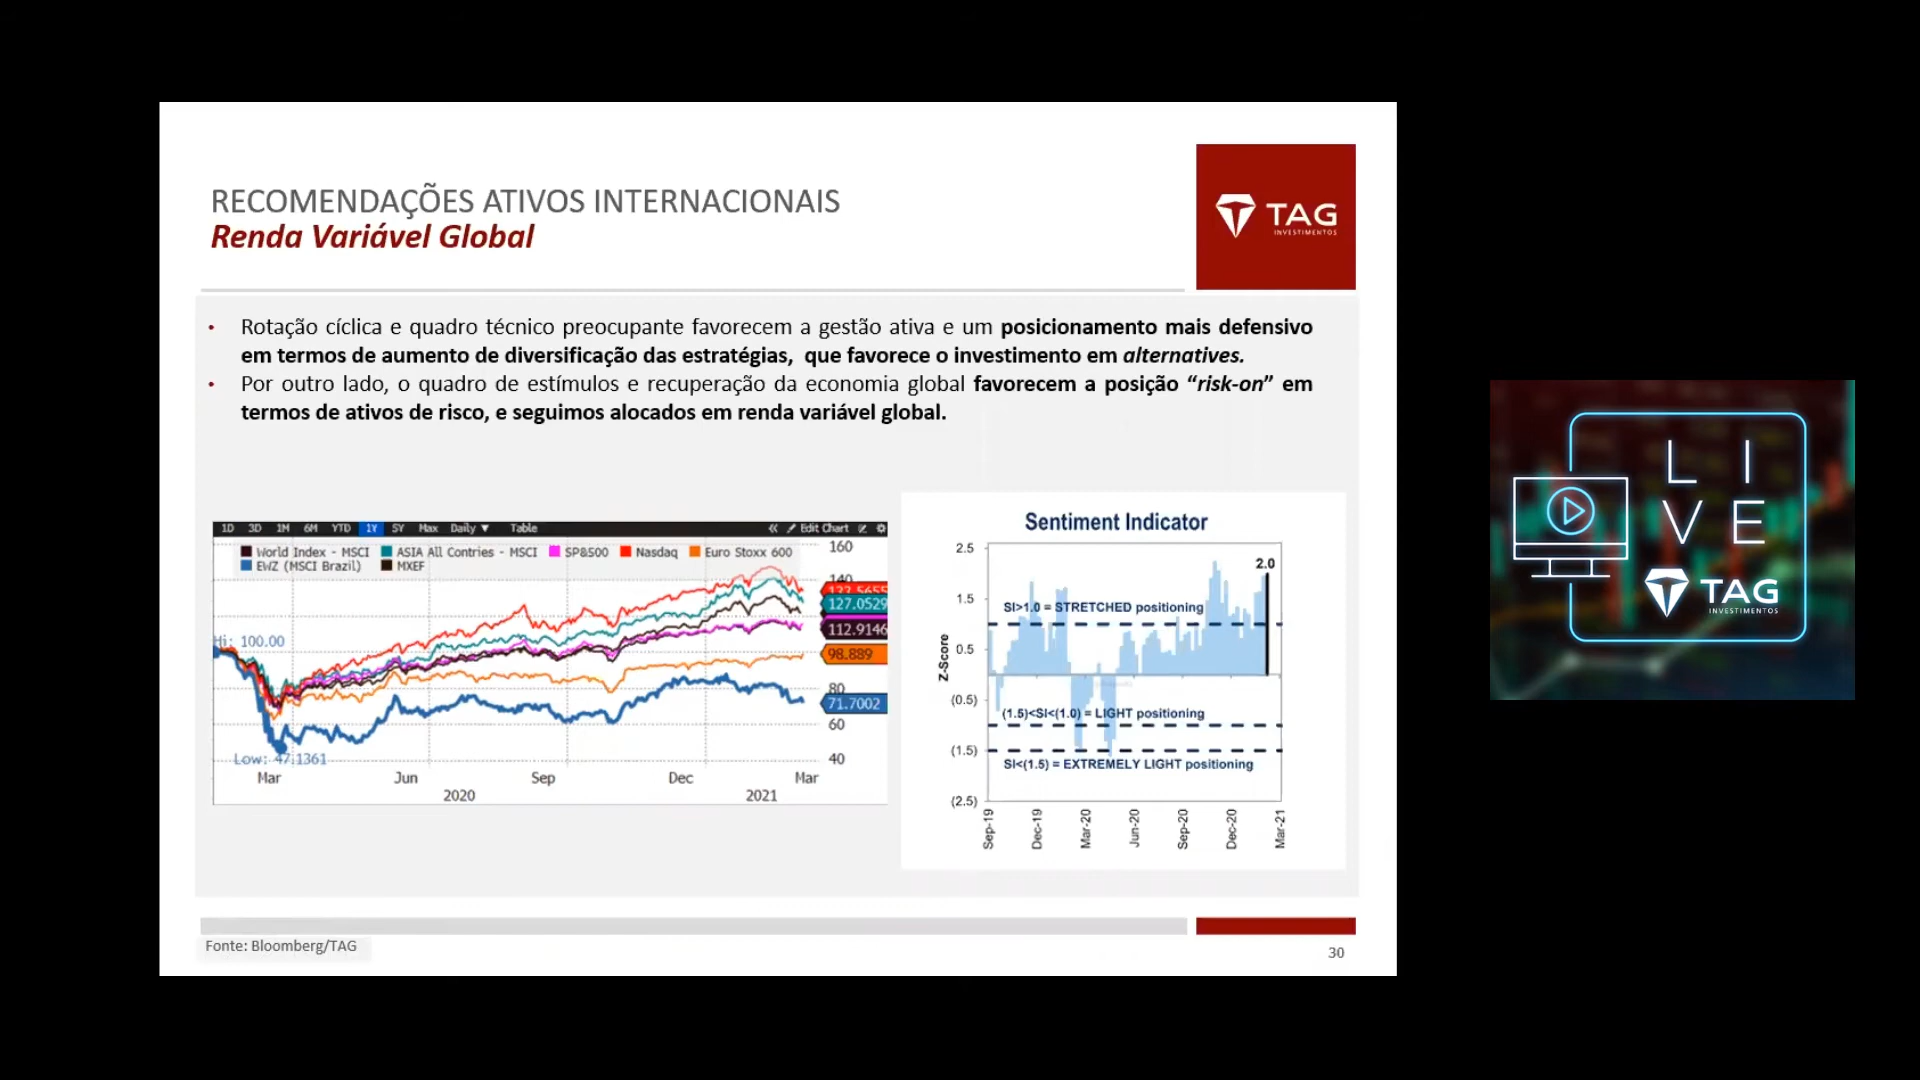 RECOMENDAÇÕES ATIVOS INTERNACIONAIS
Renda Variável Global
TAG
INVESTIMENTOS
• Rotação cíclica e quadro técnico preocupante favorecem a gestão ativa e um posicionamento mais defensivo
em termos de aumento de diversificação das estratégias, que favorece o investimento em alternatives.
• Por outro lado, o quadro de estímulos e recuperação da economia global favorecem a posição “risk-on” em
termos de ativos de risco, e seguimos alocados em renda variável global.
1D 3D 1M 6M YTD 1Y 5Y Max Daily ▼ Table « Edit Chart
World Index - MSCI ASIA All Contries - MSCI SP&500 Nasdaq Euro Stoxx 600
EWZ (MSCI Brazil) MXEF
160
140
127.0529
112.9146
Hi: 100.00
98.889
80
71.7002
60
Low: 47.1361
40
Mar Jun Sep Dec Mar
2020 2021
Sentiment Indicator
2.5
2.0
1.5
SI>1.0 = STRETCHED positioning
Z-Score
0.5
(0.5)
(1.5)<SI<(1.0) = LIGHT positioning
(1.5)
SI<(1.5) = EXTREMELY LIGHT positioning
(2.5)
Sep-19 Dec-19 Mar-20 Jun-20 Sep-20 Dec-20 Mar-21
Fonte: Bloomberg/TAG
30
LI
VE
TAG
INVESTIMENTOS